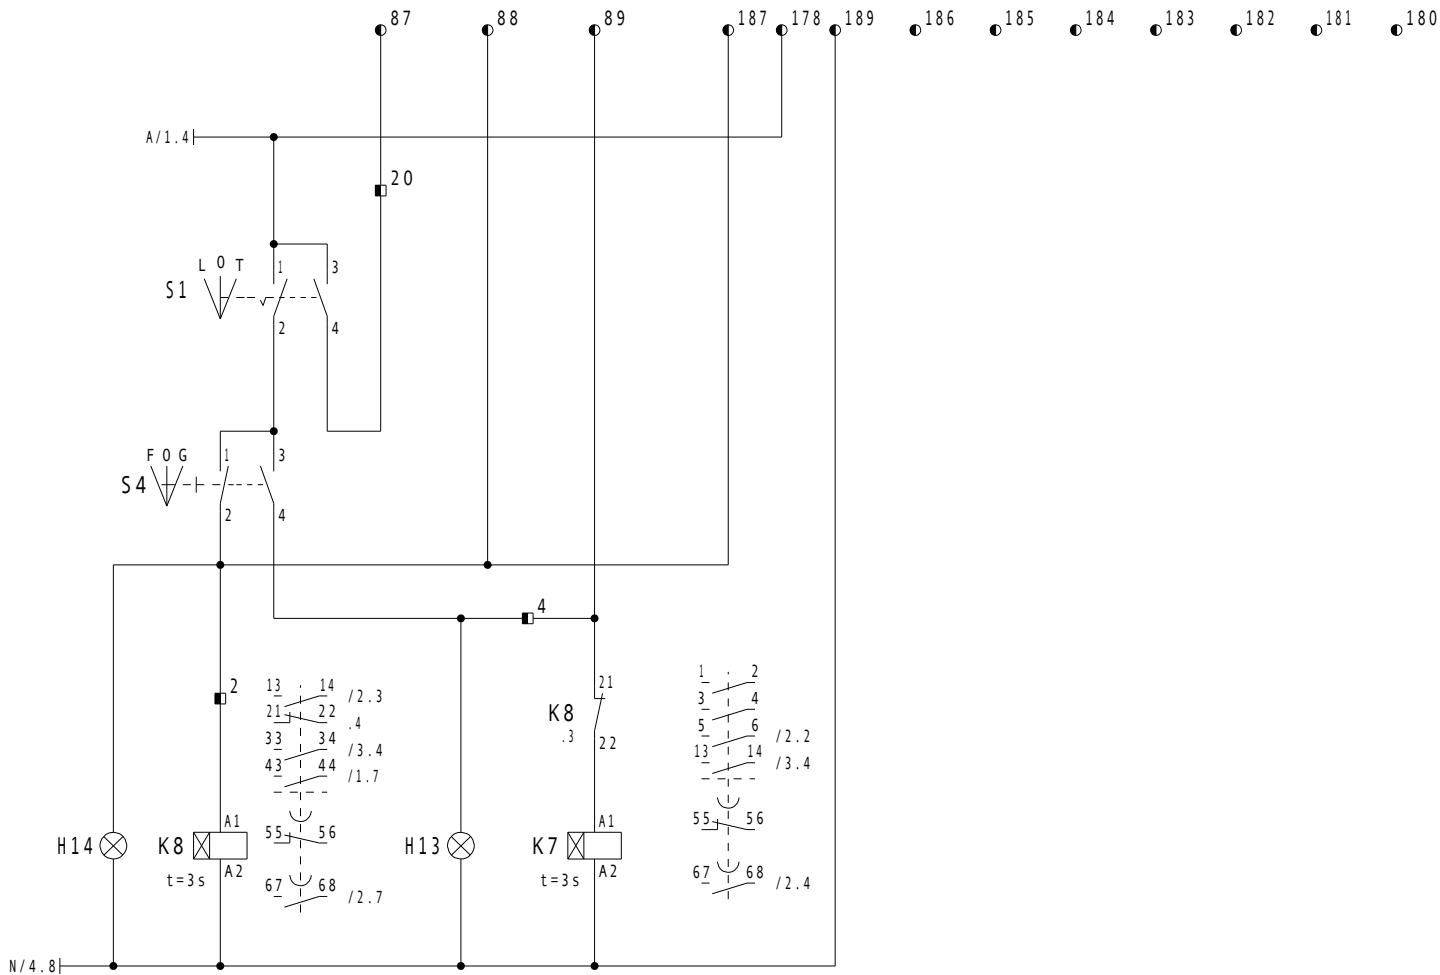 87 88 89 187 178 189 186 185 184 183 182 181 180
A/1.4
20
L O T
1 3
S1
2 4
F O G
1 3
S4
2 4
4
2
13 14 /2.3
21 22 .4
33 34 /3.4
43 44 /1.7
55 56
67 68 /2.7
21
K8
.3
22
1 2
3 4
5 6 /2.2
13 14 /3.4
55 56
67 68 /2.4
H14
A1
K8
A2
t=3s
H13
A1
K7
A2
t=3s
N/4.8